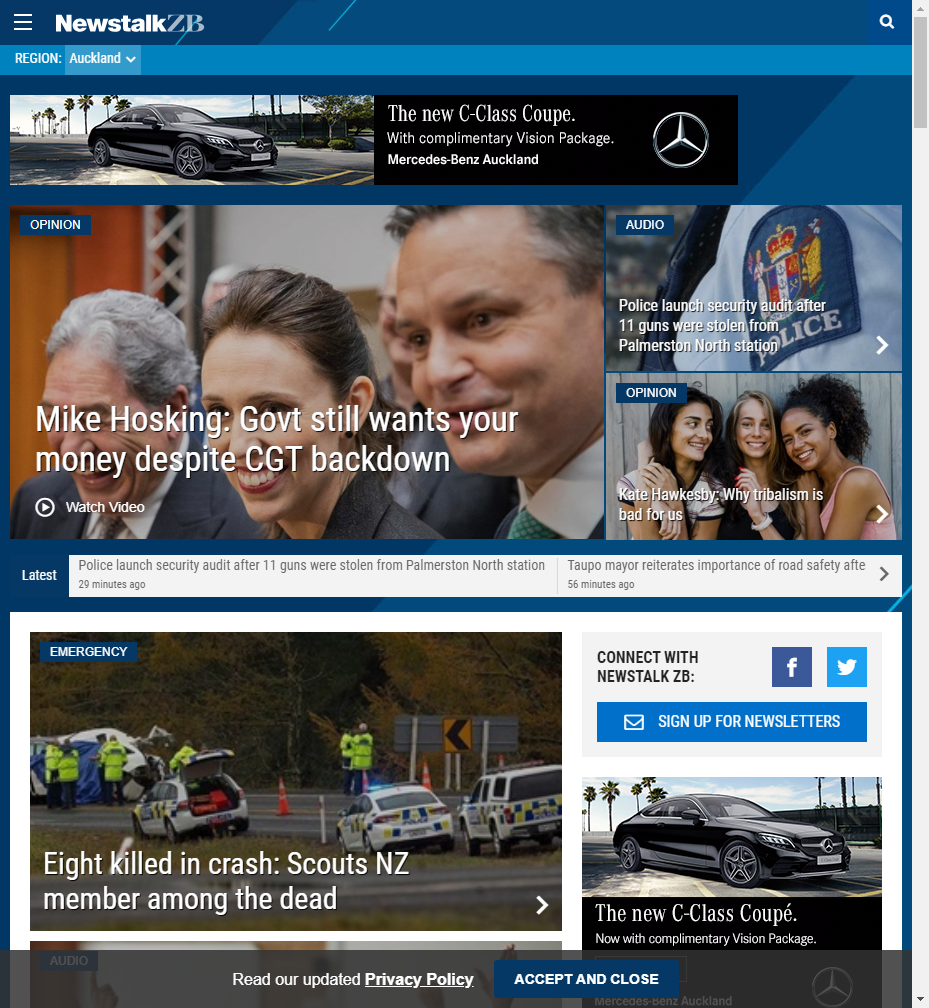 NewstalkZB
REGION: Auckland
The new C-Class Coupe.
With complimentary Vision Package.
Mercedes-Benz Auckland
OPINION
Mike Hosking: Govt still wants your
money despite CGT backdown
Watch Video
AUDIO
POLICE
Police launch security audit after
11 guns were stolen from
Palmerston North station
OPINION
Kate Hawkesby: Why tribalism is
bad for us
Latest
Police launch security audit after 11 guns were stolen from Palmerston North station
29 minutes ago
Taupo mayor reiterates importance of road safety afte
56 minutes ago
EMERGENCY
Eight killed in crash: Scouts NZ
member among the dead
CONNECT WITH
NEWSTALK ZB:
SIGN UP FOR NEWSLETTERS
The new C-Class Coupé.
Now with complimentary Vision Package.
Mercedes-Benz Auckland
AUDIO
Read our updated Privacy Policy
ACCEPT AND CLOSE